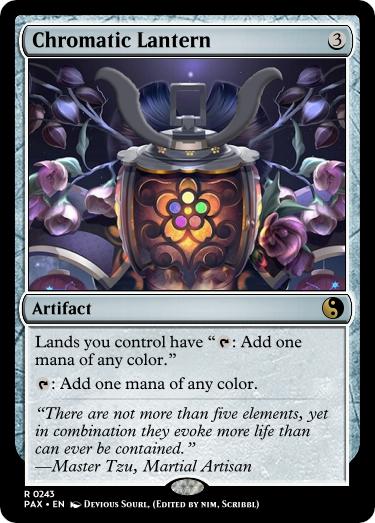 Chromatic Lantern 3
Artifact
Lands you control have “T: Add one
mana of any color.”
T: Add one mana of any color.
“There are not more than five elements, yet
in combination they evoke more life than
can ever be contained.”
—Master Tzu, Martial Artisan
R 0243
PAX • EN Devious Sourl, (Edited by nim, Scribbl)